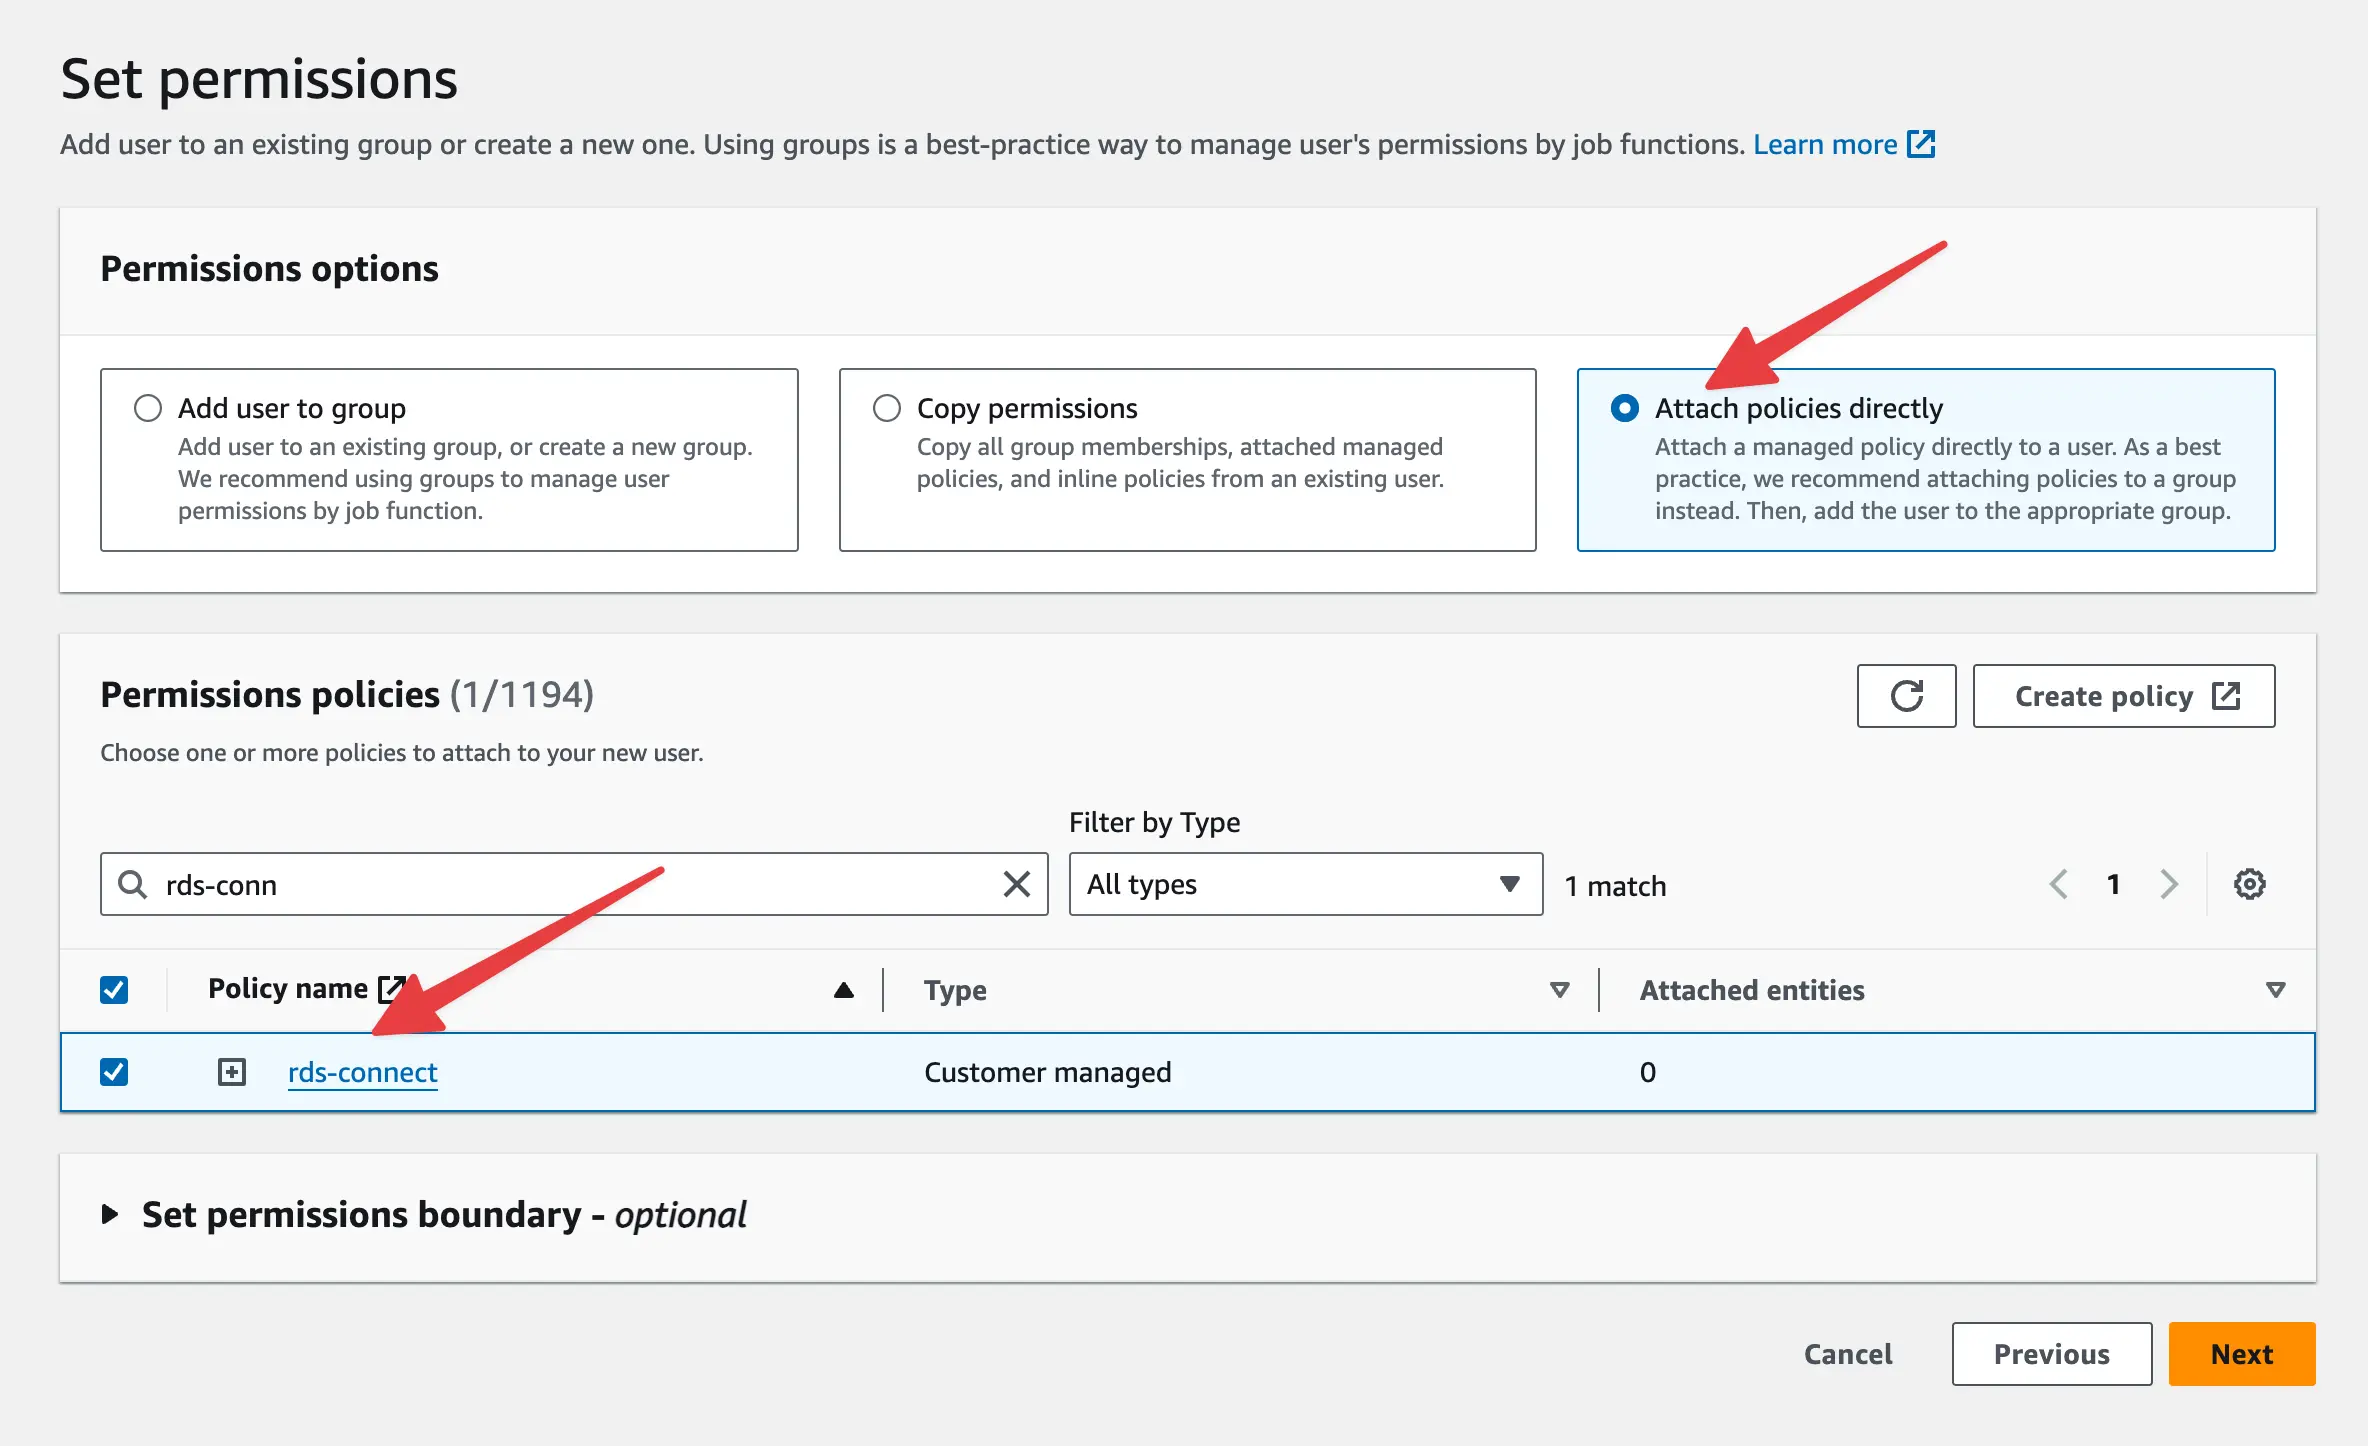 Set permissions
Add user to an existing group or create a new one. Using groups is a best-practice way to manage user's permissions by job functions. Learn more
Permissions options
Add user to group
Add user to an existing group, or create a new group.
We recommend using groups to manage user
permissions by job function.
Copy permissions
Copy all group memberships, attached managed
policies, and inline policies from an existing user.
Attach policies directly
Attach a managed policy directly to a user. As a best
practice, we recommend attaching policies to a group
instead. Then, add the user to the appropriate group.
Permissions policies (1/1194)
Create policy
Choose one or more policies to attach to your new user.
Filter by Type
rds-conn
All types
1 match
1
Policy name
Type
Attached entities
rds-connect
Customer managed
0
Set permissions boundary - optional
Cancel
Previous
Next